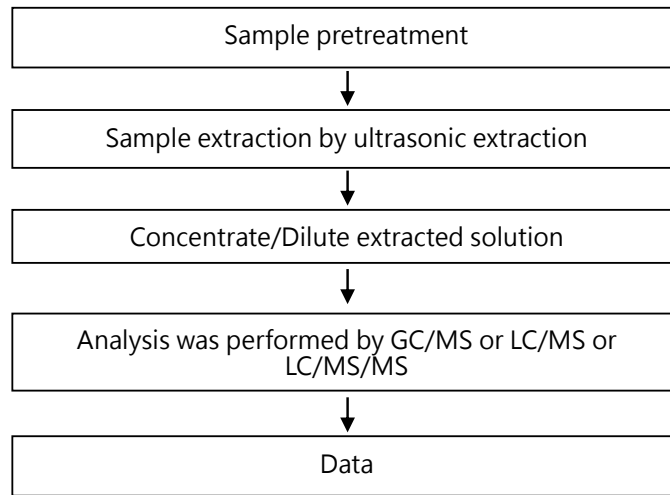 Sample pretreatment
Sample extraction by ultrasonic extraction
Concentrate/Dilute extracted solution
Analysis was performed by GC/MS or LC/MS or
LC/MS/MS
Data